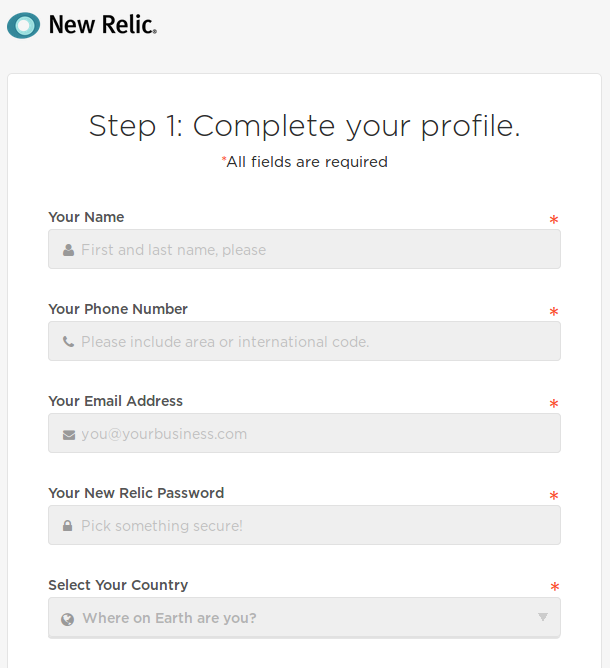 New Relic®
Step 1: Complete your profile.
*All fields are required
Your Name *
First and last name, please
Your Phone Number *
Please include area or international code.
Your Email Address *
you@yourbusiness.com
Your New Relic Password *
Pick something secure!
Select Your Country *
Where on Earth are you?